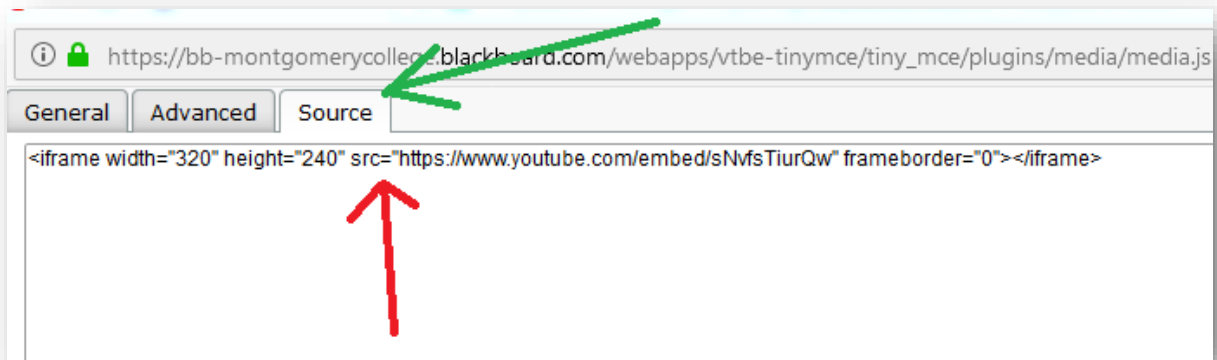 https://bb-montgomerycollege.blackboard.com/webapps/vtbe-tinymce/tiny_mce/plugins/media/media.js
General Advanced Source
<iframe width="320" height="240" src="https://www.youtube.com/embed/sNvfsTiurQw" frameborder="0"></iframe>